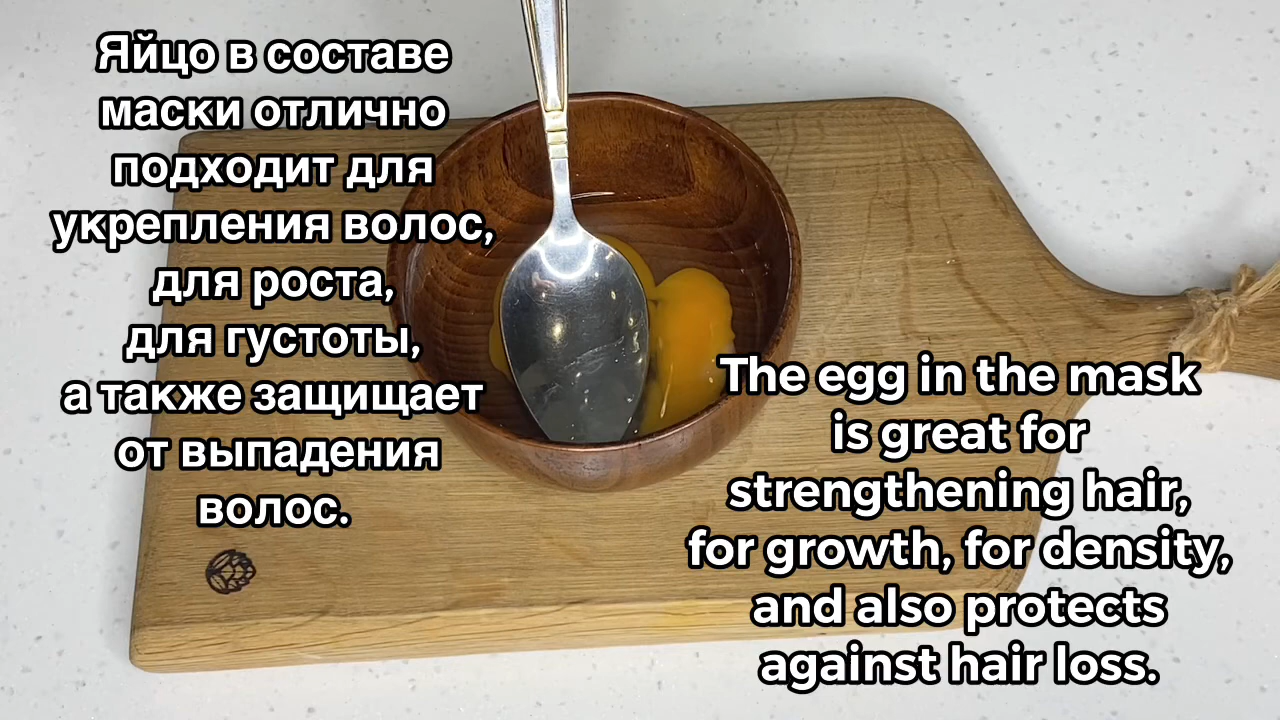 Яйцо в составе
маски отлично
подходит для
укрепления волос,
для роста,
для густоты,
а также защищает
от выпадения
волос.
The egg in the mask
is great for
strengthening hair,
for growth, for density,
and also protects
against hair loss.